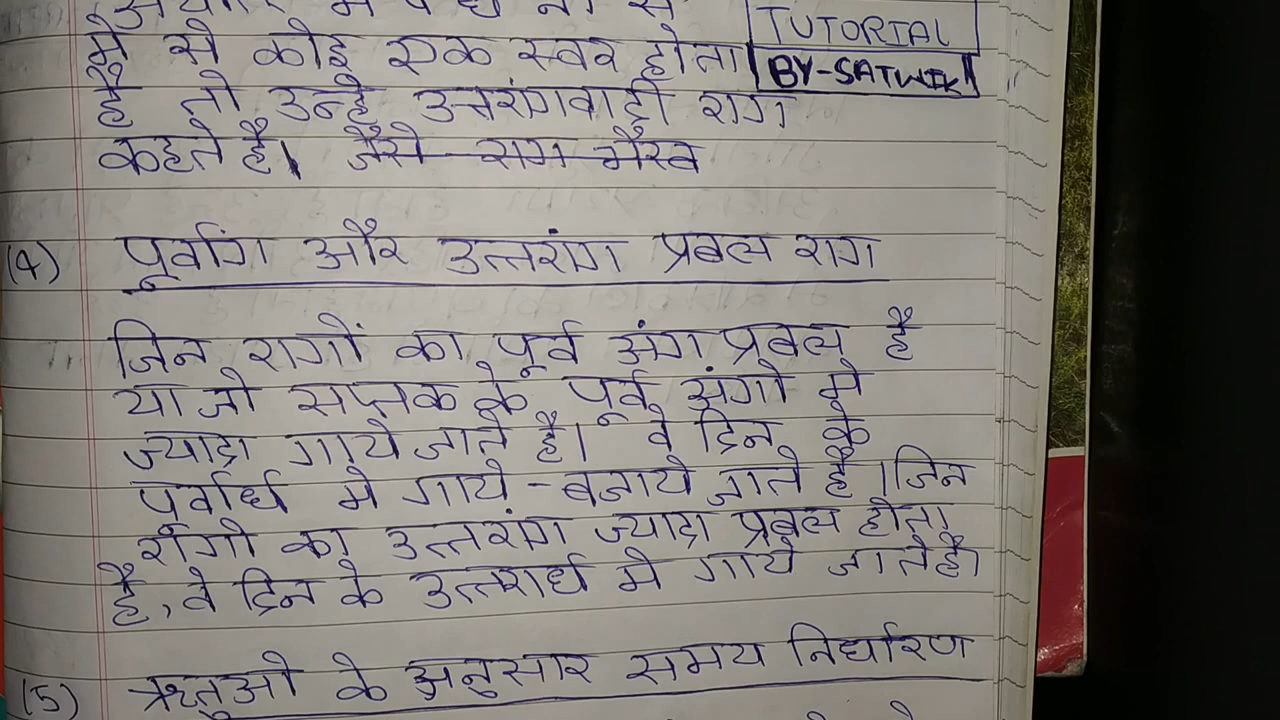 में से कोई एक स्वर होता
TUTORIAL
BY-SATWIK
है तो उन्हे उत्तरांगवादी राग
कहते है। जैसे राग भैरव
(4) पूर्वांग और उत्तरांग प्रबल राग
जिन रागों का पूर्व अंग प्रबल है
या जो सप्तक के पूर्व अंगो मे
ज्यादा गाये जाते है। वे दिन के
पूर्वार्ध मे गाये-बजाये जाते है। जिन
रागो का उत्तरांग ज्यादा प्रबल होता
है, वे दिन के उत्तरार्ध मे गाये जाते है।
(5) ऋतुओ के अनुसार समय निर्धारण